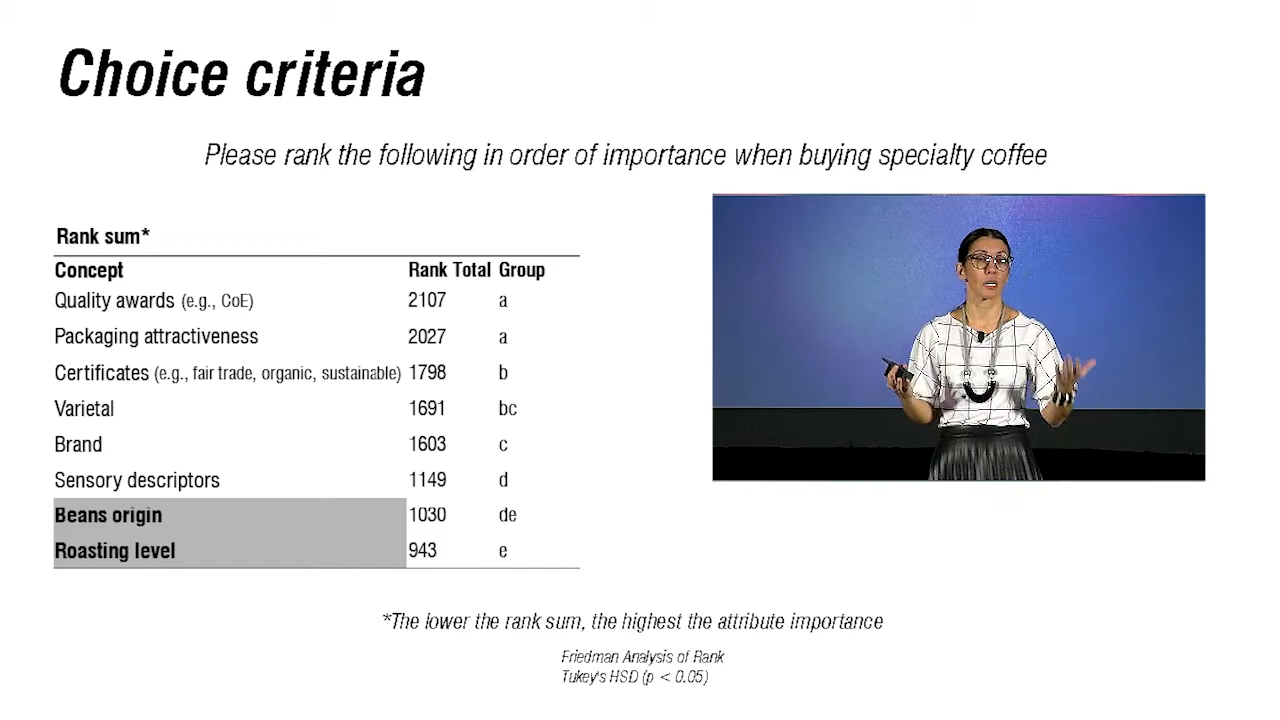 Choice criteria
Please rank the following in order of importance when buying specialty coffee
Rank sum*
Concept Rank Total Group
Quality awards (e.g., CoE) 2107 a
Packaging attractiveness 2027 a
Certificates (e.g., fair trade, organic, sustainable) 1798 b
Varietal 1691 bc
Brand 1603 c
Sensory descriptors 1149 d
Beans origin 1030 de
Roasting level 943 e
*The lower the rank sum, the highest the attribute importance
Friedman Analysis of Rank
Tukey's HSD (p < 0.05)